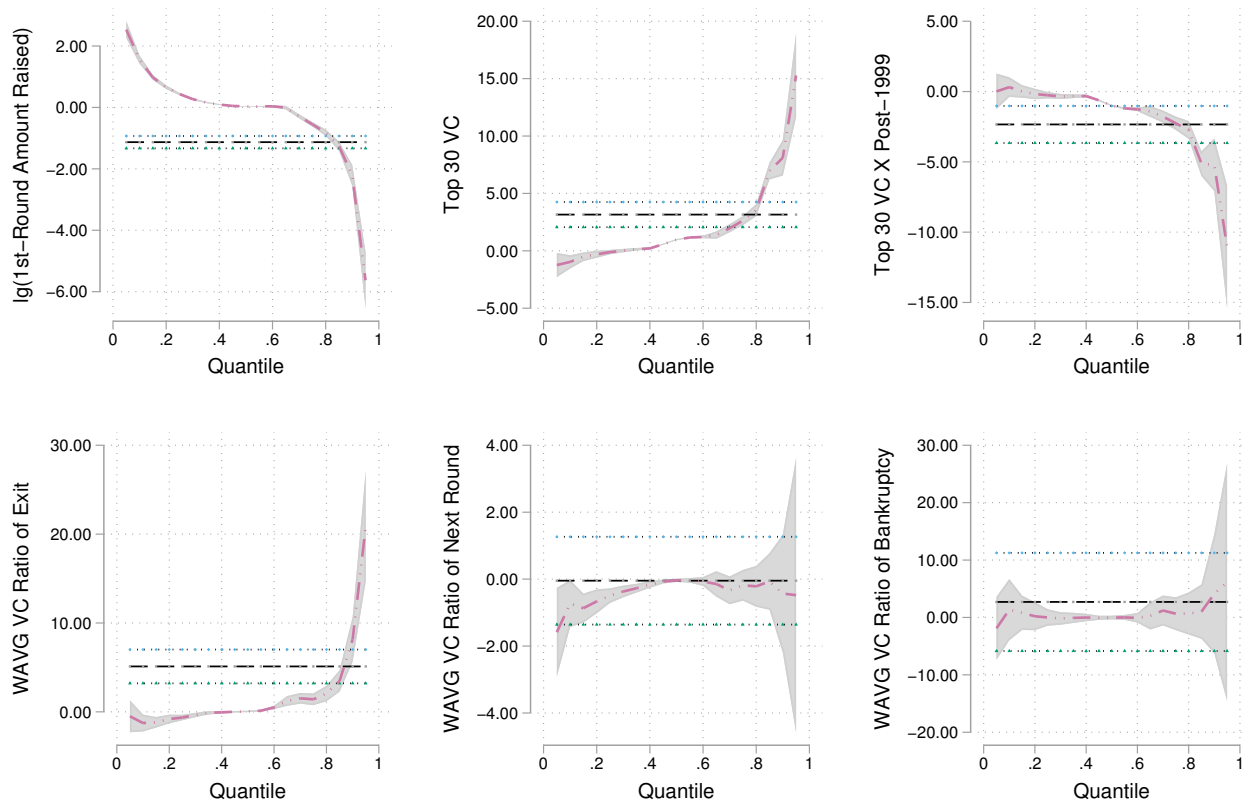 lg(1st−Round Amount Raised)
2.00
0.00
−2.00
−4.00
−6.00
0 .2 .4 .6 .8 1
Quantile
Top 30 VC
20.00
15.00
10.00
5.00
0.00
−5.00
0 .2 .4 .6 .8 1
Quantile
Top 30 VC X Post−1999
5.00
0.00
−5.00
−10.00
−15.00
0 .2 .4 .6 .8 1
Quantile
WAVG VC Ratio of Exit
30.00
20.00
10.00
0.00
0 .2 .4 .6 .8 1
Quantile
WAVG VC Ratio of Next Round
4.00
2.00
0.00
−2.00
−4.00
0 .2 .4 .6 .8 1
Quantile
WAVG VC Ratio of Bankruptcy
30.00
20.00
10.00
0.00
−10.00
−20.00
0 .2 .4 .6 .8 1
Quantile